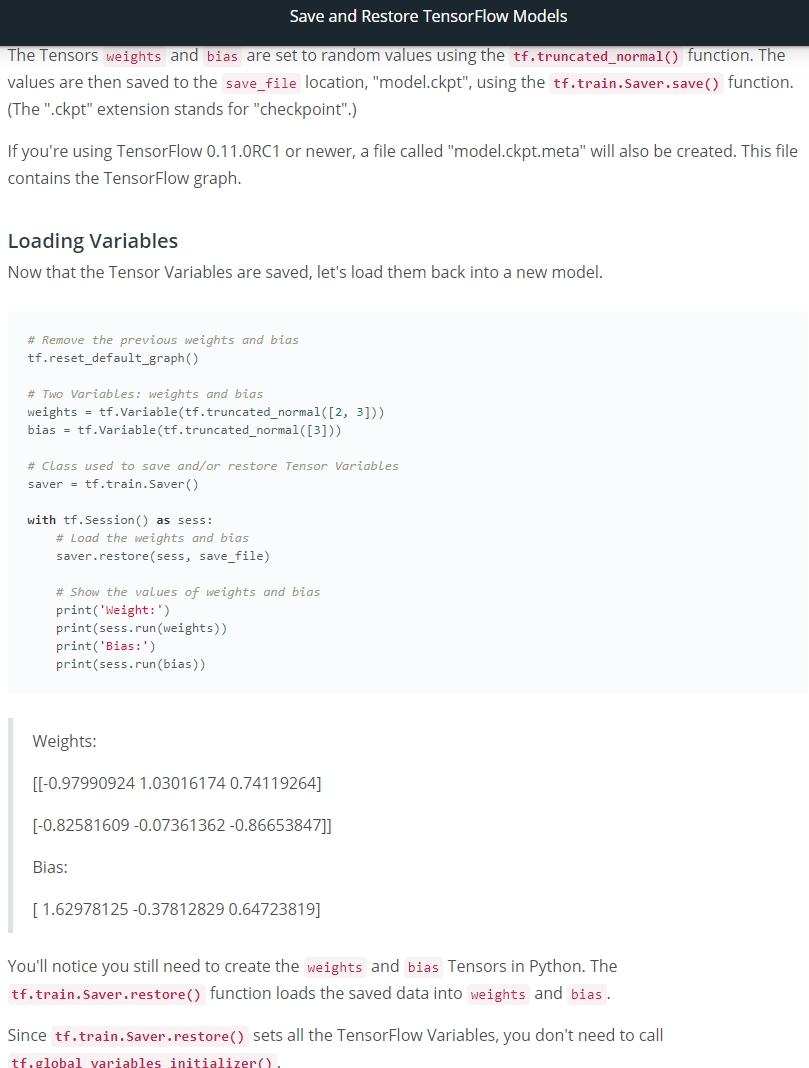 Save and Restore TensorFlow Models
The Tensors weights and bias are set to random values using the tf.truncated_normal() function. The
values are then saved to the save_file location, "model.ckpt", using the tf.train.Saver.save() function.
(The ".ckpt" extension stands for "checkpoint".)
If you're using TensorFlow 0.11.0RC1 or newer, a file called "model.ckpt.meta" will also be created. This file
contains the TensorFlow graph.
Loading Variables
Now that the Tensor Variables are saved, let's load them back into a new model.
# Remove the previous weights and bias
tf.reset_default_graph()
# Two Variables: weights and bias
weights = tf.Variable(tf.truncated_normal([2, 3]))
bias = tf.Variable(tf.truncated_normal([3]))
# Class used to save and/or restore Tensor Variables
saver = tf.train.Saver()
with tf.Session() as sess:
# Load the weights and bias
saver.restore(sess, save_file)
# Show the values of weights and bias
print('Weight:')
print(sess.run(weights))
print('Bias:')
print(sess.run(bias))
Weights:
[[-0.97990924 1.03016174 0.74119264]
[-0.82581609 -0.07361362 -0.86653847]]
Bias:
[ 1.62978125 -0.37812829 0.64723819]
You'll notice you still need to create the weights and bias Tensors in Python. The
tf.train.Saver.restore() function loads the saved data into weights and bias.
Since tf.train.Saver.restore() sets all the TensorFlow Variables, you don't need to call
tf.global_variables_initializer().